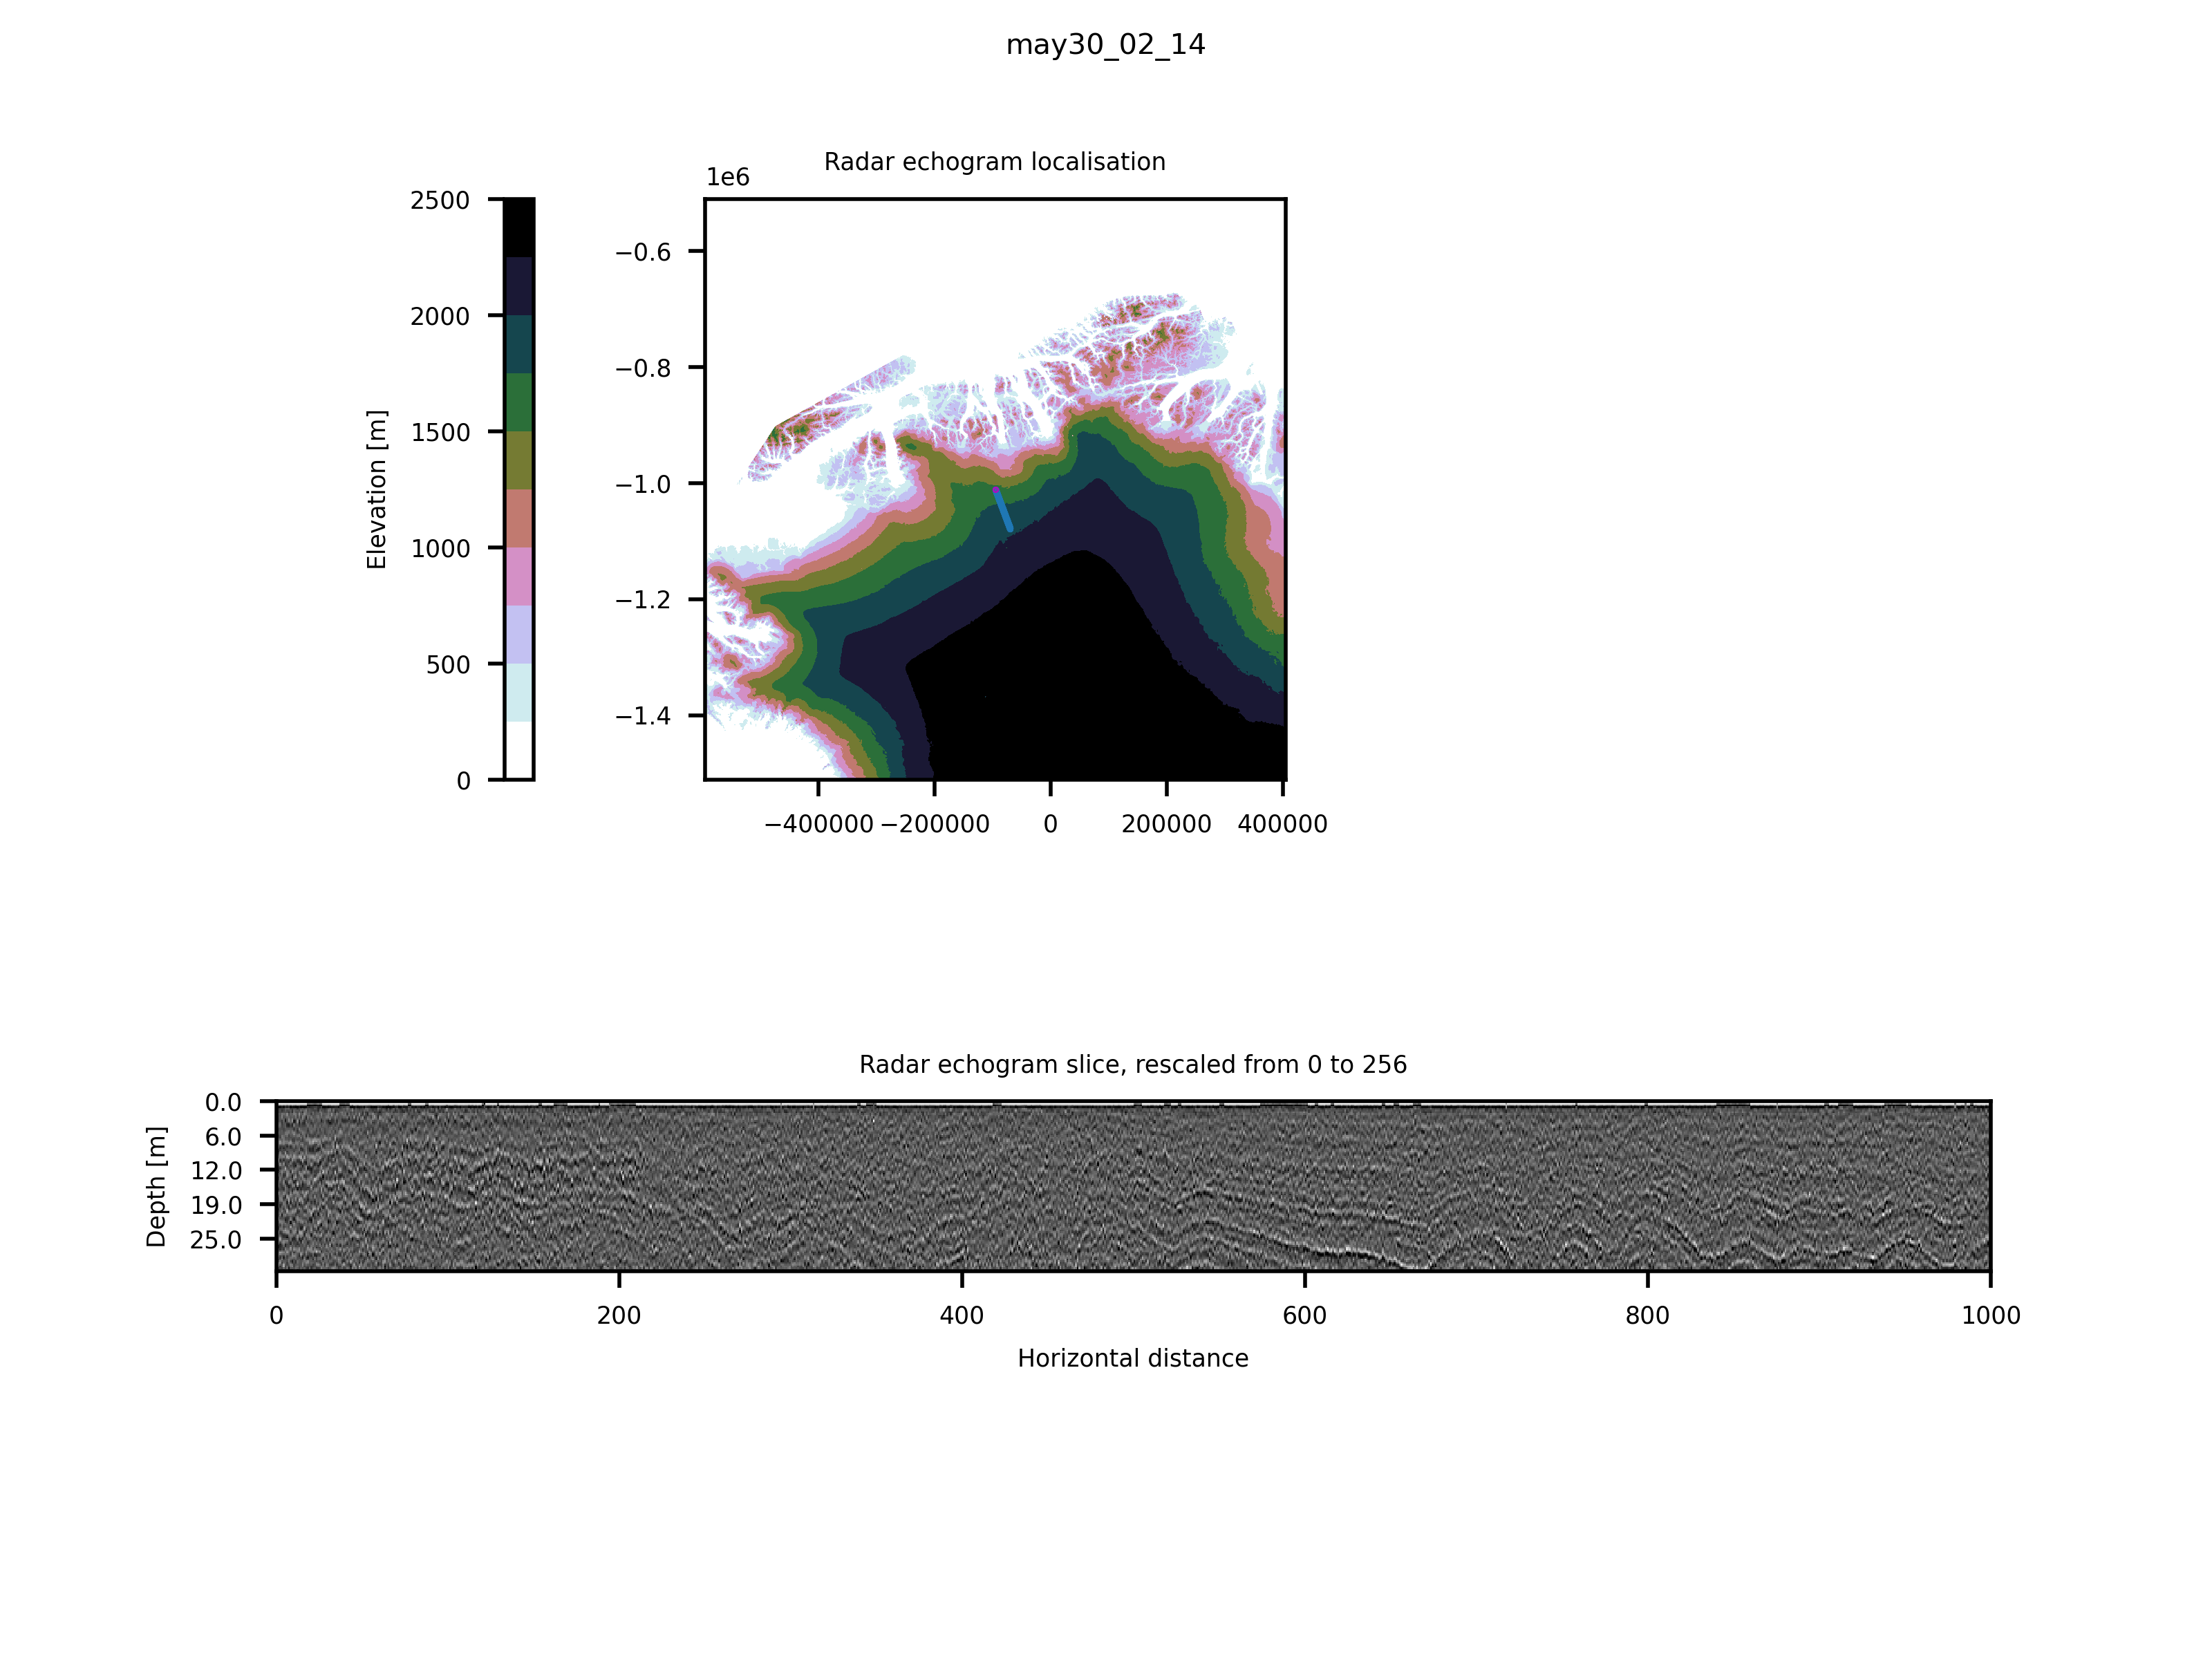 may30_02_14
Radar echogram localisation
1e6
2500
2000
1500
1000
500
0
Elevation [m]
−0.6
−0.8
−1.0
−1.2
−1.4
−400000 −200000 0 200000 400000
Radar echogram slice, rescaled from 0 to 256
0.0
6.0
12.0
19.0
25.0
Depth [m]
0 200 400 600 800 1000
Horizontal distance